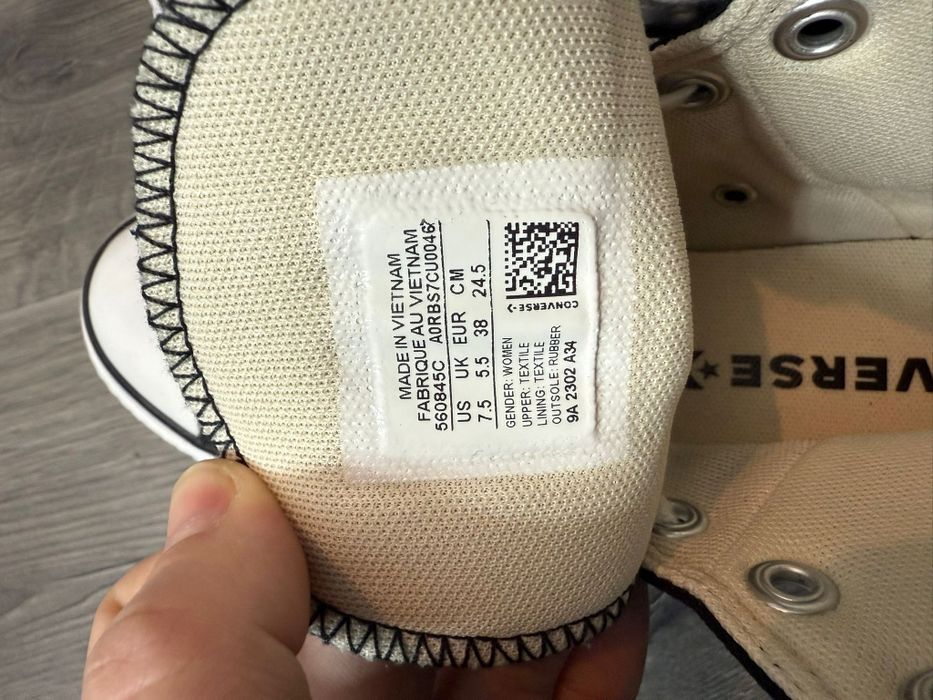 MADE IN VIETNAM
FABRIQUE AU VIETNAM
560845C A0RBS7CU0046
US UK EUR CM
7.5 5.5 38 24.5
CONVERSE
GENDER: WOMEN
UPPER: TEXTILE
LINING: TEXTILE
OUTSOLE: RUBBER
9A 2302 A34
VERSE